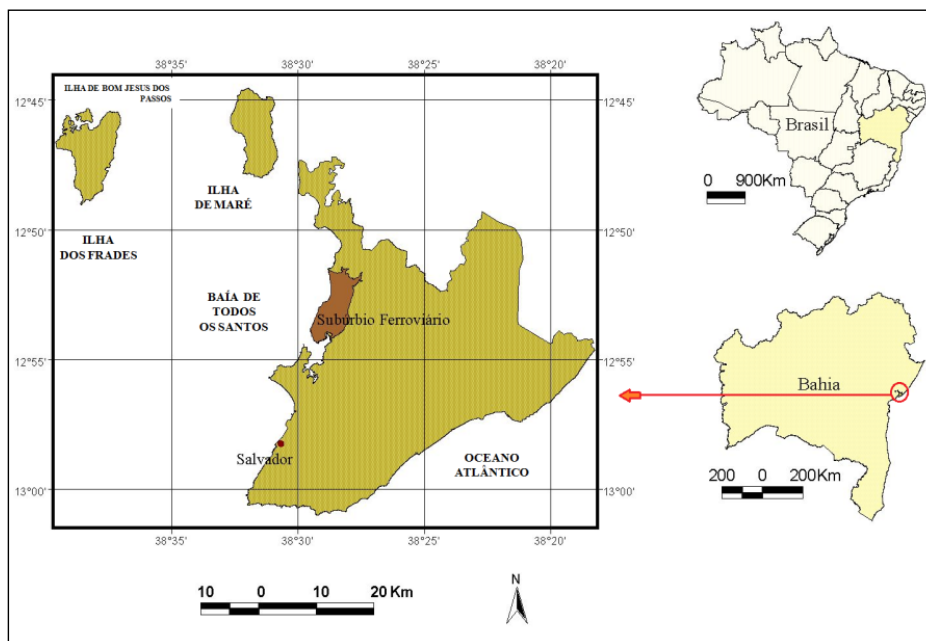 38°35' 38°30' 38°25' 38°20'
12°45' 12°45'
ILHA DE BOM JESUS DOS
PASSOS
ILHA
DE MARÉ
12°50' 12°50'
ILHA
DOS FRADES
BAÍA DE
TODOS
OS SANTOS
Subúrbio Ferroviário
12°55' 12°55'
Salvador
OCEANO
ATLÂNTICO
13°00' 13°00'
38°35' 38°30' 38°25' 38°20'
10 0 10 20 Km
N
Brasil
0 900Km
Bahia
200 0 200Km